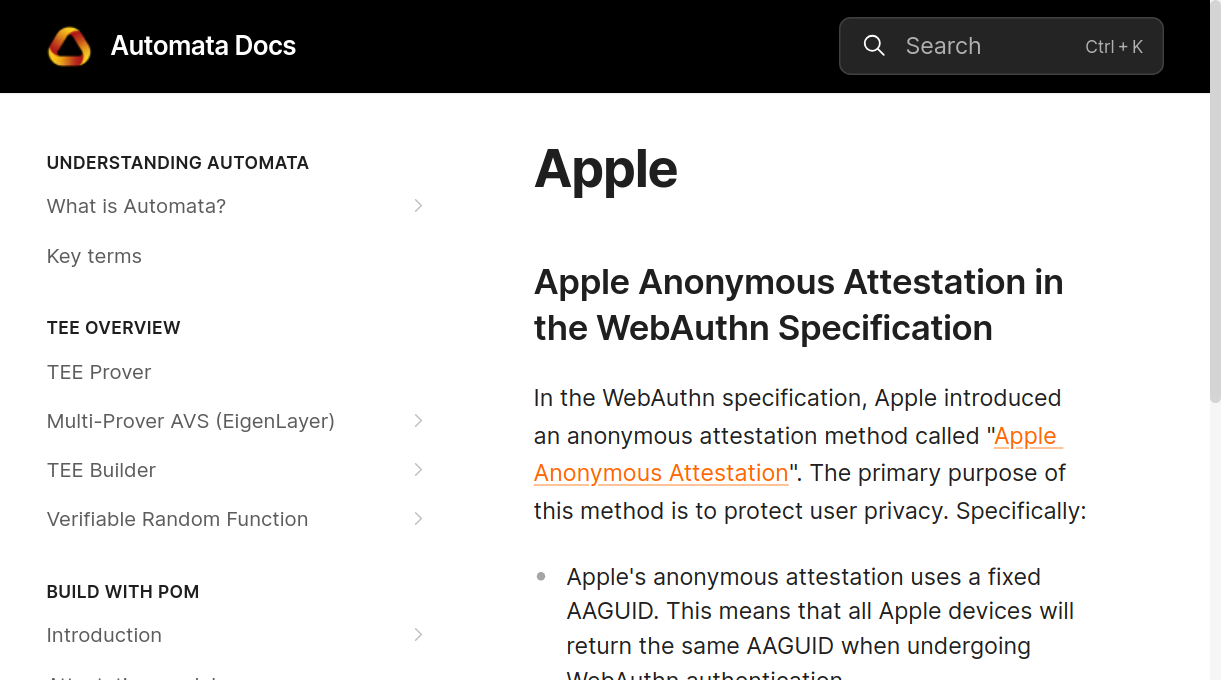 Automata Docs
Search
Ctrl + K
UNDERSTANDING AUTOMATA
What is Automata?
Key terms
TEE OVERVIEW
TEE Prover
Multi-Prover AVS (EigenLayer)
TEE Builder
Verifiable Random Function
BUILD WITH POM
Introduction
Apple
Apple Anonymous Attestation in
the WebAuthn Specification
In the WebAuthn specification, Apple introduced
an anonymous attestation method called "Apple
Anonymous Attestation". The primary purpose of
this method is to protect user privacy. Specifically:
Apple's anonymous attestation uses a fixed
AAGUID. This means that all Apple devices will
return the same AAGUID when undergoing
WebAuthn authentication.